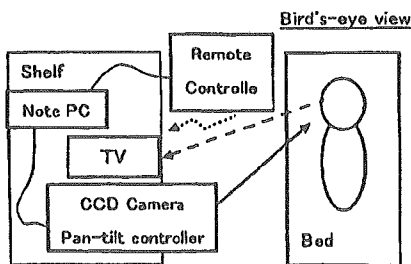 Bird's-eye view
Remote
Controlle
Shelf
Note PC
TV
CCD Camera
Pan-tilt controller
Bed